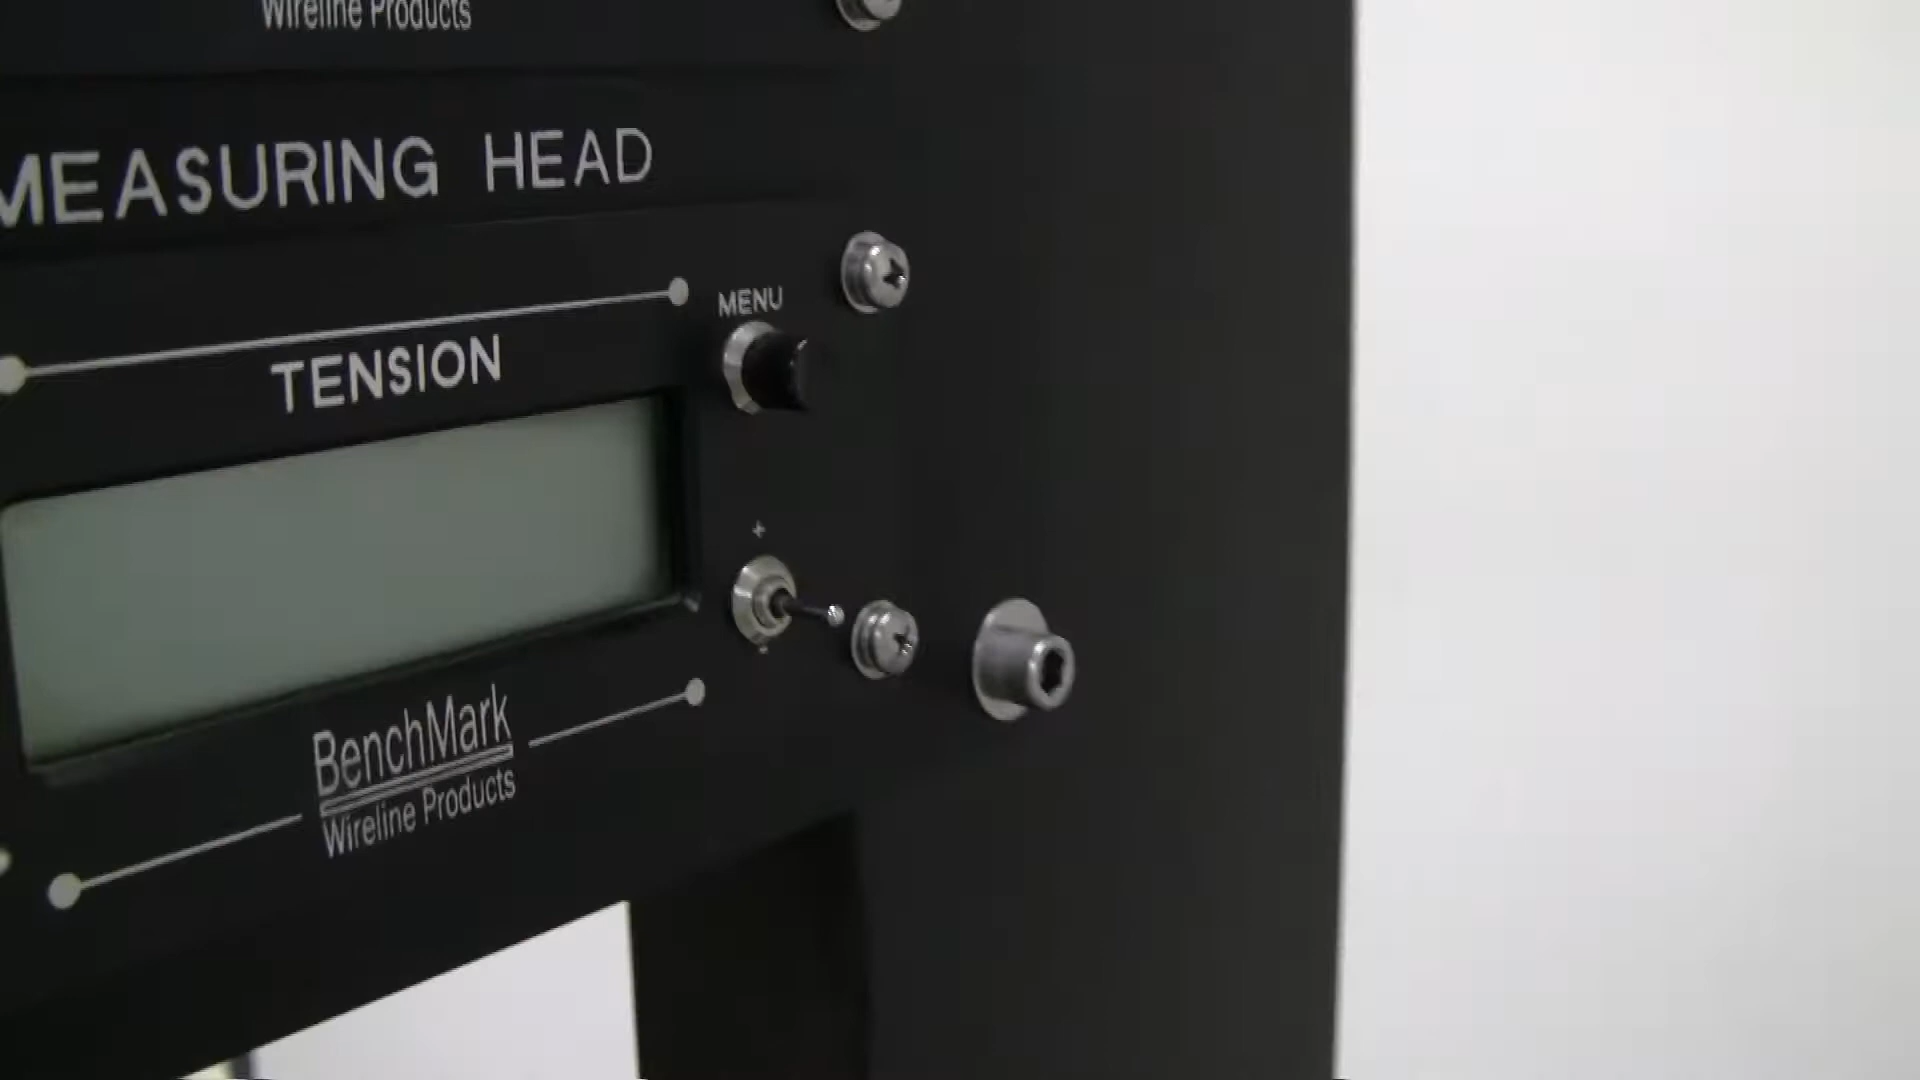 Wireline Products
MEASURING HEAD
MENU
TENSION
+
BenchMark
Wireline Products